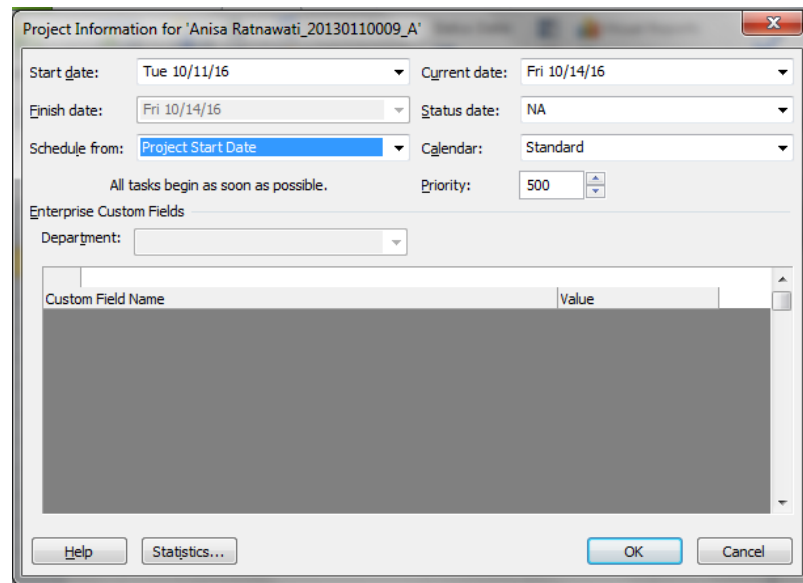 Project Information for 'Anisa Ratnawati_20130110009_A'
Start date: Tue 10/11/16 Current date: Fri 10/14/16
Finish date: Fri 10/14/16 Status date: NA
Schedule from: Project Start Date Calendar: Standard
All tasks begin as soon as possible. Priority: 500
Enterprise Custom Fields
Department:
Custom Field Name Value
Help Statistics... OK Cancel